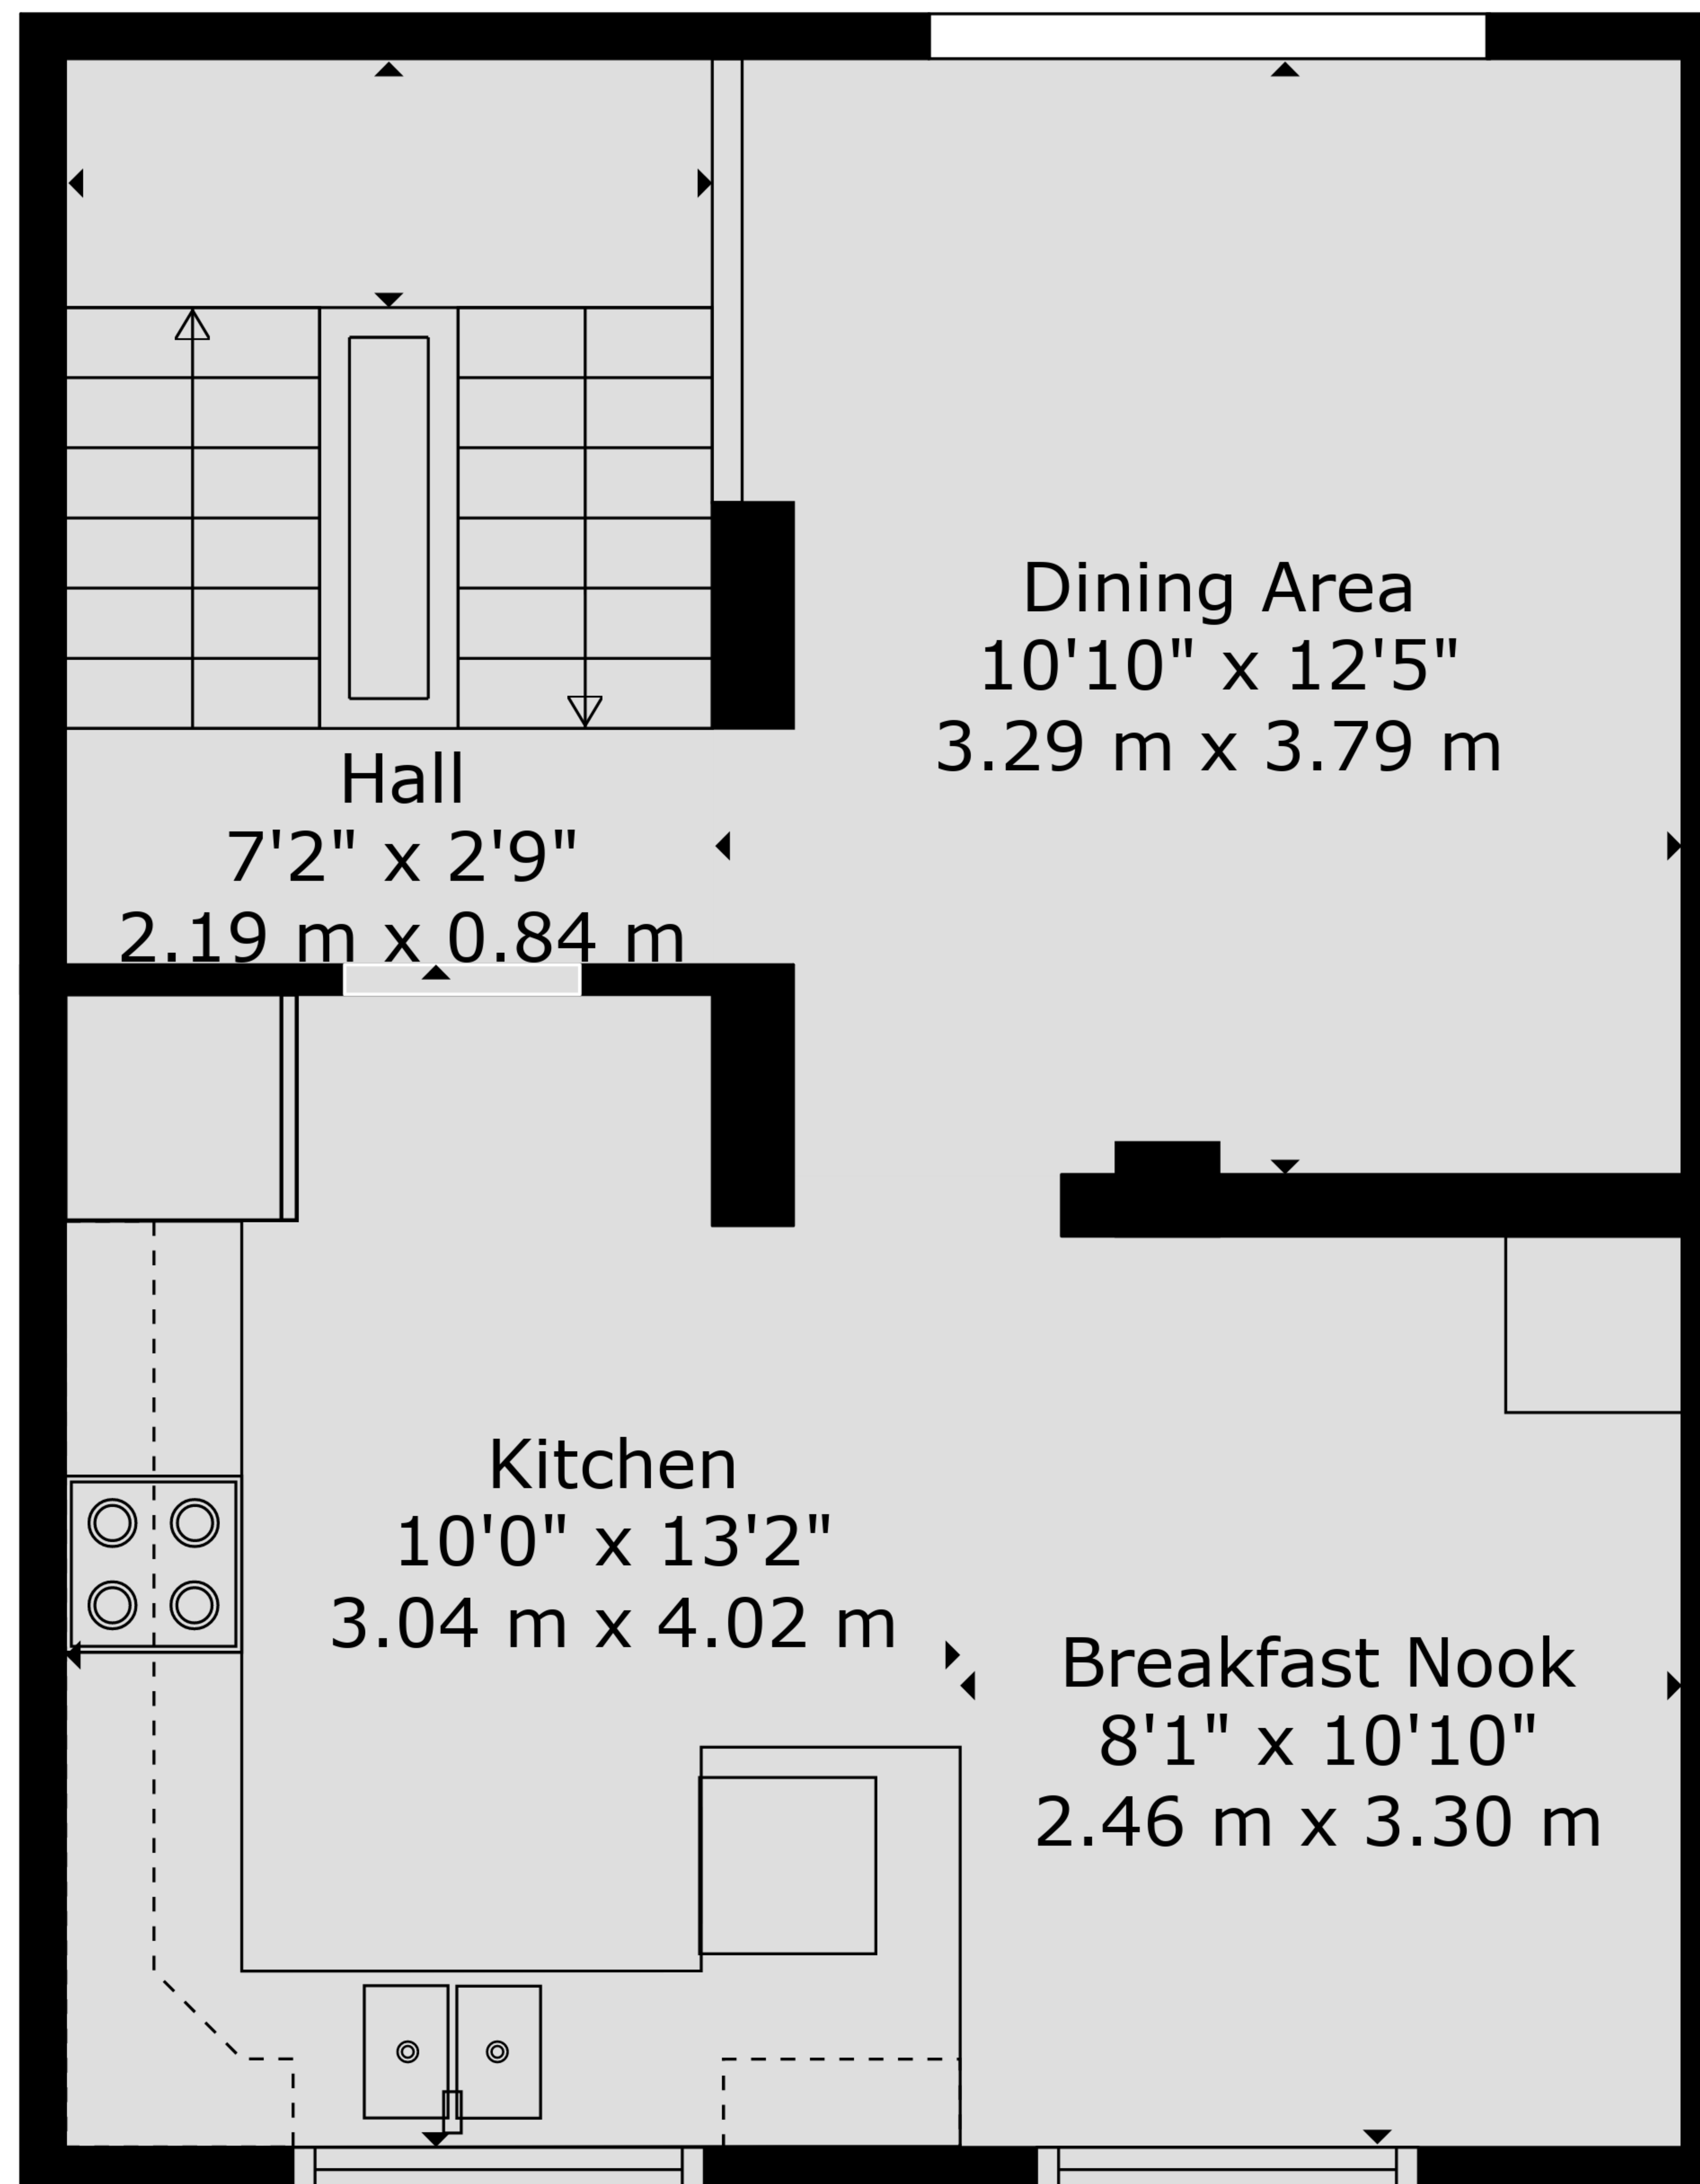 Dining Area
10'10" x 12'5"
3.29 m x 3.79 m
Hall
7'2" x 2'9"
2.19 m x 0.84 m
Kitchen
10'0" x 13'2"
3.04 m x 4.02 m
Breakfast Nook
8'1" x 10'10"
2.46 m x 3.30 m